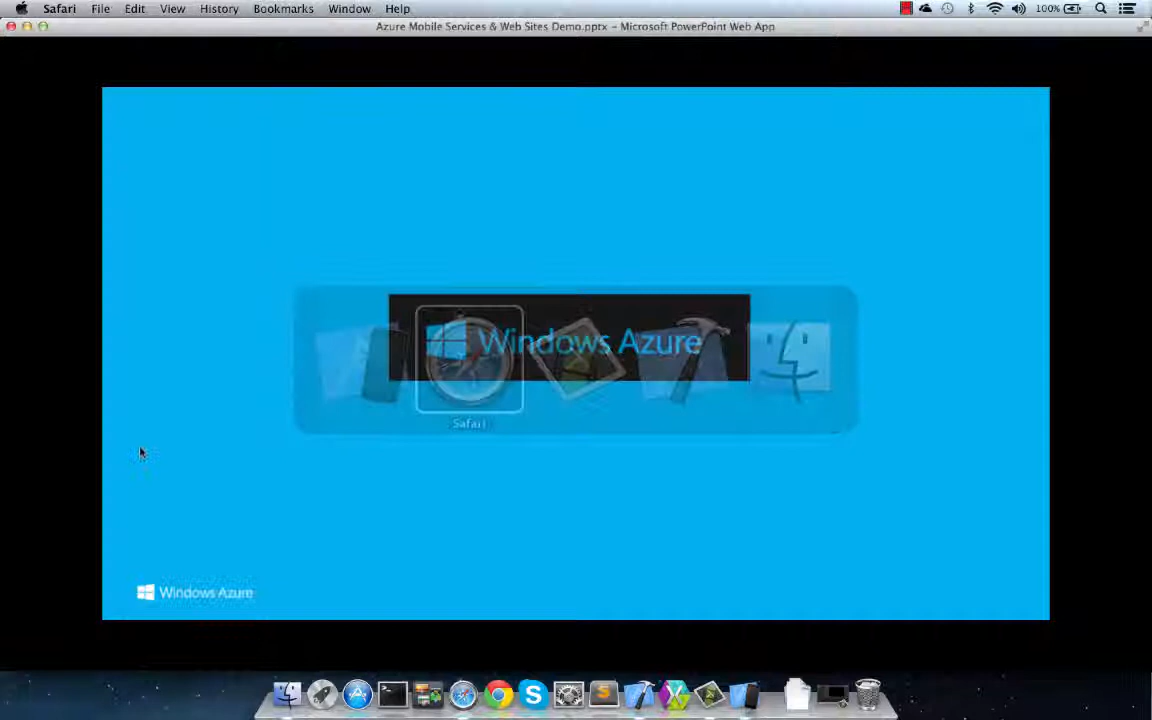 Safari File Edit View History Bookmarks Window Help 100%
Azure Mobile Services & Web Sites Demo.pptx – Microsoft PowerPoint Web App
Windows Azure
Safari
Windows Azure